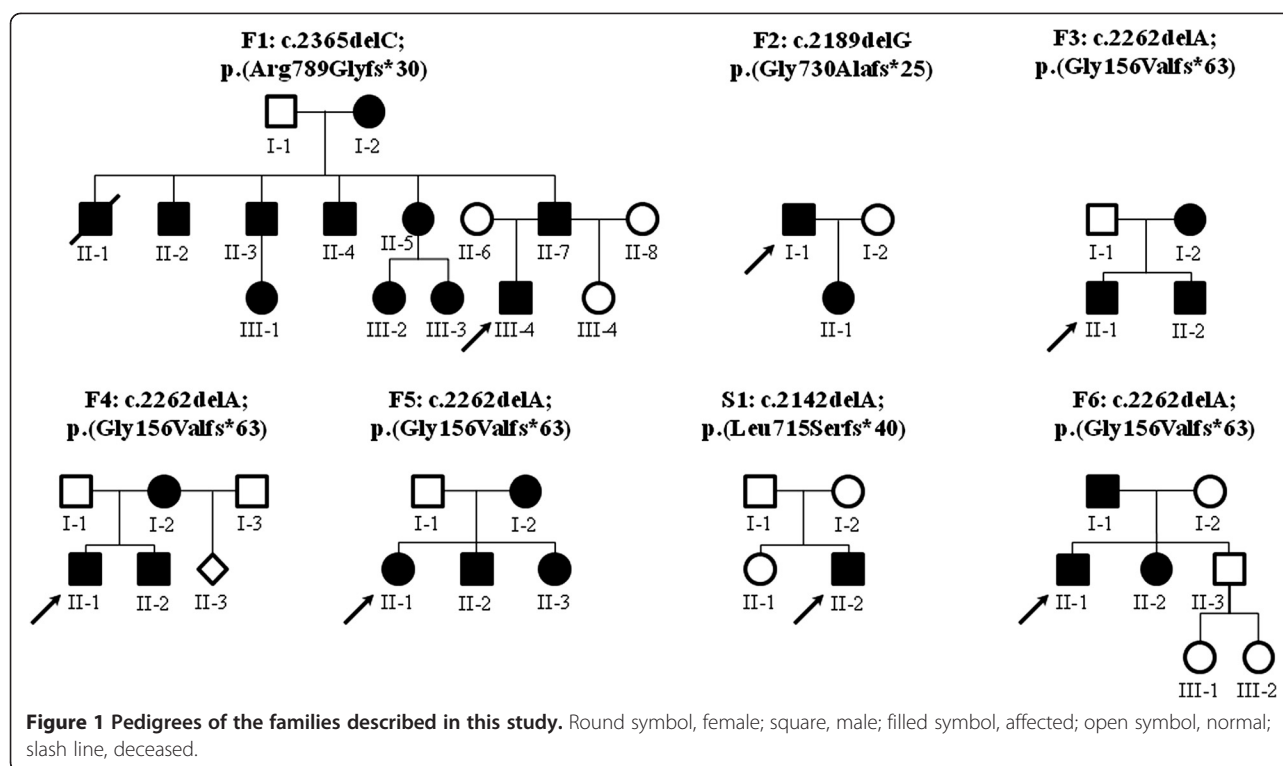 F1: c.2365delC;
p.(Arg789Glyfs*30)
I-1
I-2
II-1
II-2
II-3
II-4
II-5
II-6
II-7
II-8
III-1
III-2
III-3
III-4
III-4
F2: c.2189delG
p.(Gly730Alafs*25)
I-1
I-2
II-1
F3: c.2262delA;
p.(Gly156Valfs*63)
I-1
I-2
II-1
II-2
F4: c.2262delA;
p.(Gly156Valfs*63)
I-1
I-2
I-3
II-1
II-2
II-3
F5: c.2262delA;
p.(Gly156Valfs*63)
I-1
I-2
II-1
II-2
II-3
S1: c.2142delA;
p.(Leu715Serfs*40)
I-1
I-2
II-1
II-2
F6: c.2262delA;
p.(Gly156Valfs*63)
I-1
I-2
II-1
II-2
II-3
III-1
III-2
Figure 1 Pedigrees of the families described in this study. Round symbol, female; square, male; filled symbol, affected; open symbol, normal;
slash line, deceased.